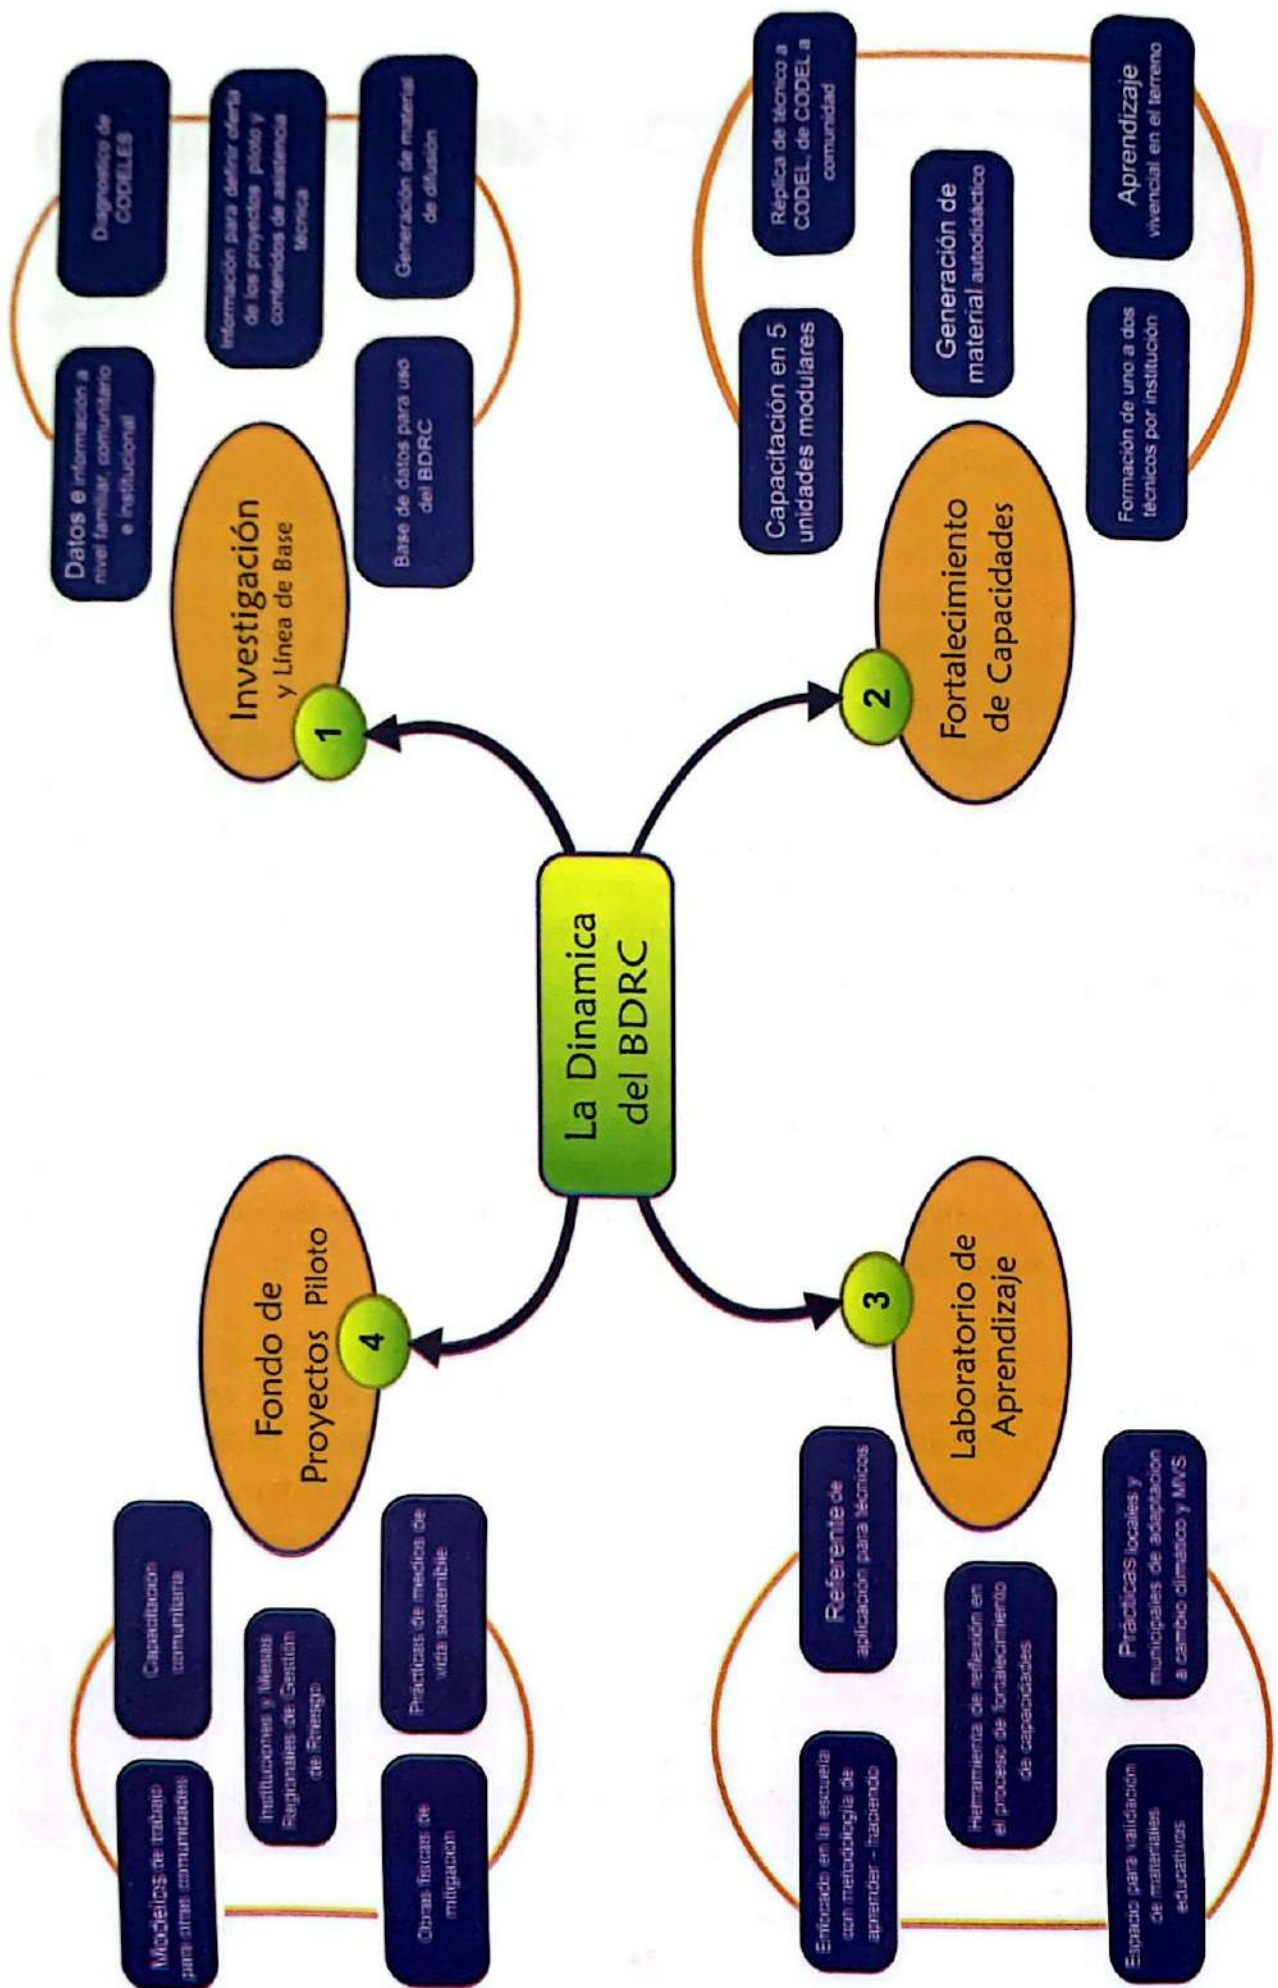 La Dinamica
del BDRC
1
Investigación
y Línea de Base
Datos e información a
nivel familiar, comunitario
e institucional
Diagnostico de
CODELES
Información para definir oferta
de los proyectos piloto y
contenidos de asistencia
técnica
Base de datos para uso
del BDRC
Generación de material
de difusión
2
Fortalecimiento
de Capacidades
Capacitación en 5
unidades modulares
Réplica de técnico a
CODEL, de CODEL a
comunidad
Generación de
material autodidáctico
Formación de uno a dos
técnicos por institución
Aprendizaje
vivencial en el terreno
3
Laboratorio de
Aprendizaje
Enfocado en la escuela
con metodología de
aprender - haciendo
Referente de
aplicación para técnicos
Herramienta de reflexión en
el proceso de fortalecimiento
de capacidades
Espacio para validación
de materiales
educativos
Prácticas locales y
municipales de adaptacion
a cambio climático y MVS
4
Fondo de
Proyectos Piloto
Modelos de trabajo
para otras comunidades
Capacitación
comunitaria
Instituciones y Mesas
Regionales de Gestión
de Riesgo
Obras físicas de
mitigación
Prácticas de medios de
vida sostenible